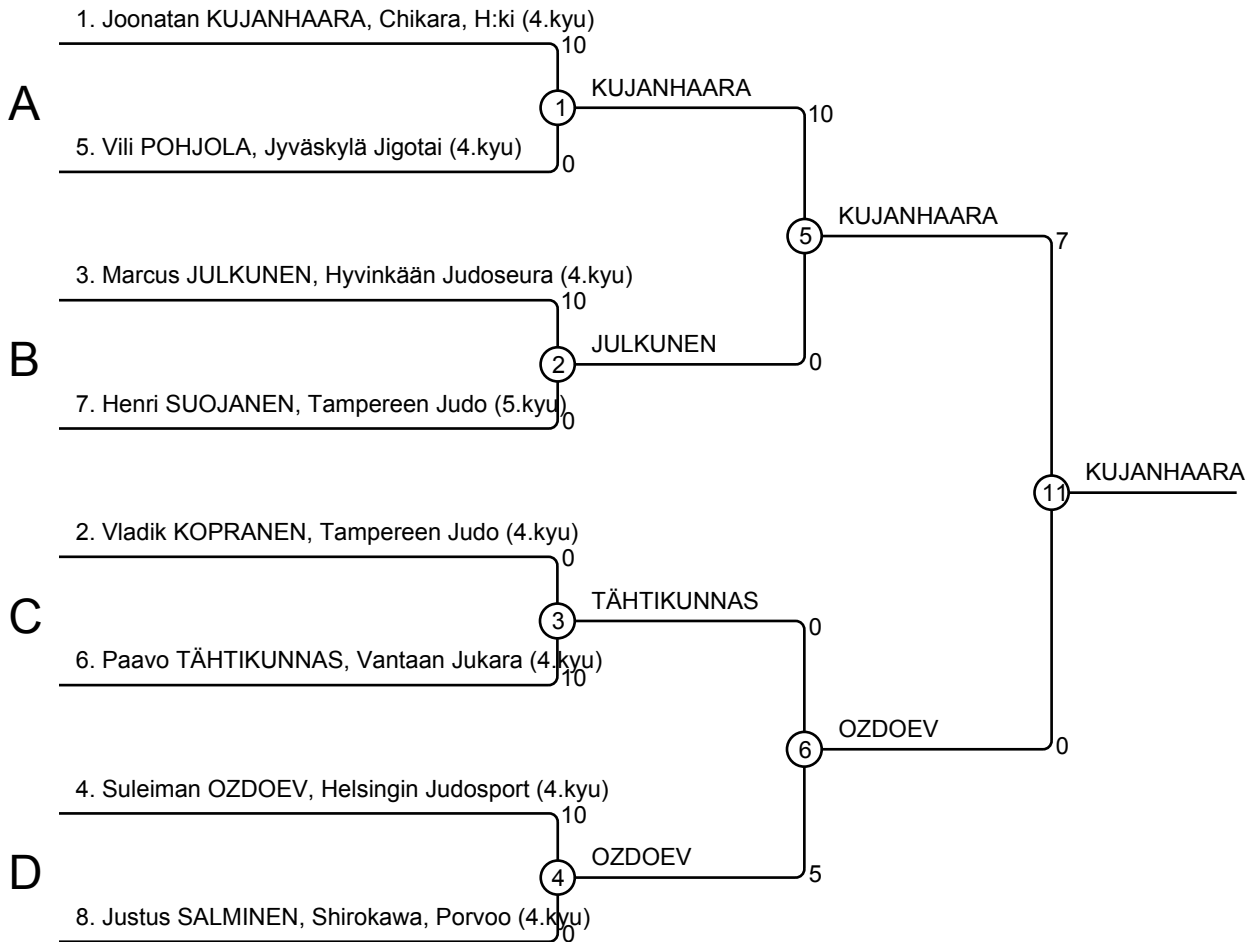 1. Joonatan KUJANHAARA, Chikara, H:ki (4.kyu)
10
A
1
KUJANHAARA
10
5. Vili POHJOLA, Jyväskylä Jigotai (4.kyu)
0
5
KUJANHAARA
7
3. Marcus JULKUNEN, Hyvinkään Judoseura (4.kyu)
10
B
2
JULKUNEN
0
7. Henri SUOJANEN, Tampereen Judo (5.kyu)
0
11
KUJANHAARA
2. Vladik KOPRANEN, Tampereen Judo (4.kyu)
0
C
3
TÄHTIKUNNAS
0
6. Paavo TÄHTIKUNNAS, Vantaan Jukara (4.kyu)
10
6
OZDOEV
0
4. Suleiman OZDOEV, Helsingin Judosport (4.kyu)
10
D
4
OZDOEV
5
8. Justus SALMINEN, Shirokawa, Porvoo (4.kyu)
0